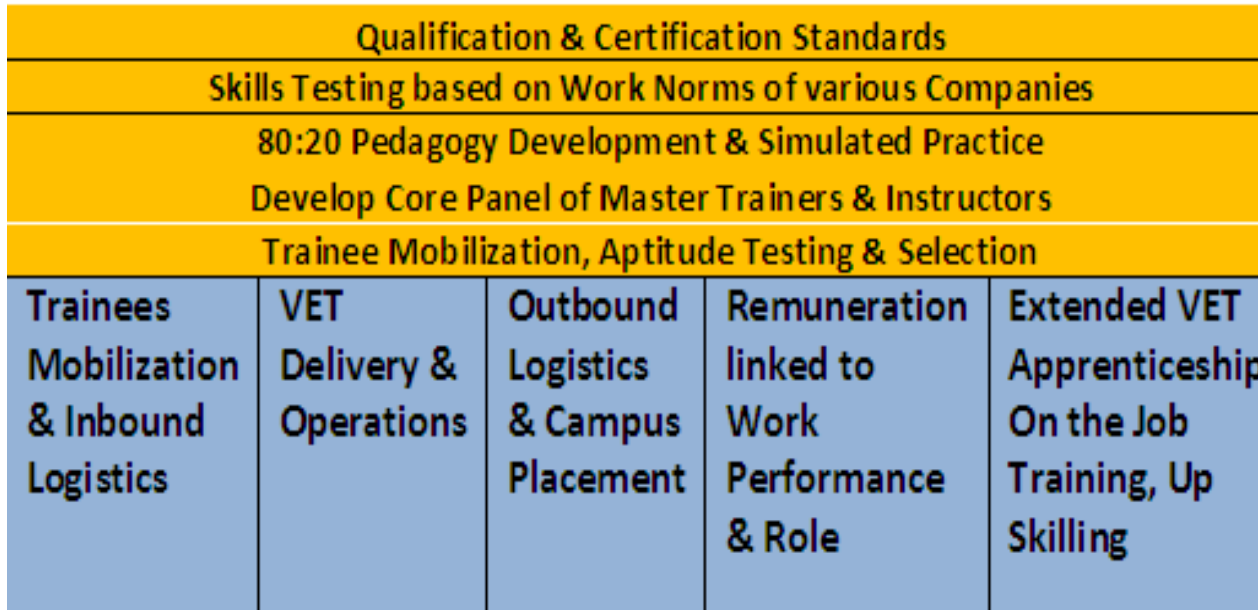 Qualification & Certification Standards
Skills Testing based on Work Norms of various Companies
80:20 Pedagogy Development & Simulated Practice
Develop Core Panel of Master Trainers & Instructors
Trainee Mobilization, Aptitude Testing & Selection
Trainees
Mobilization
& Inbound
Logistics
VET
Delivery &
Operations
Outbound
Logistics
& Campus
Placement
Remuneration
linked to
Work
Performance
& Role
Extended VET
Apprenticeship
On the Job
Training, Up
Skilling